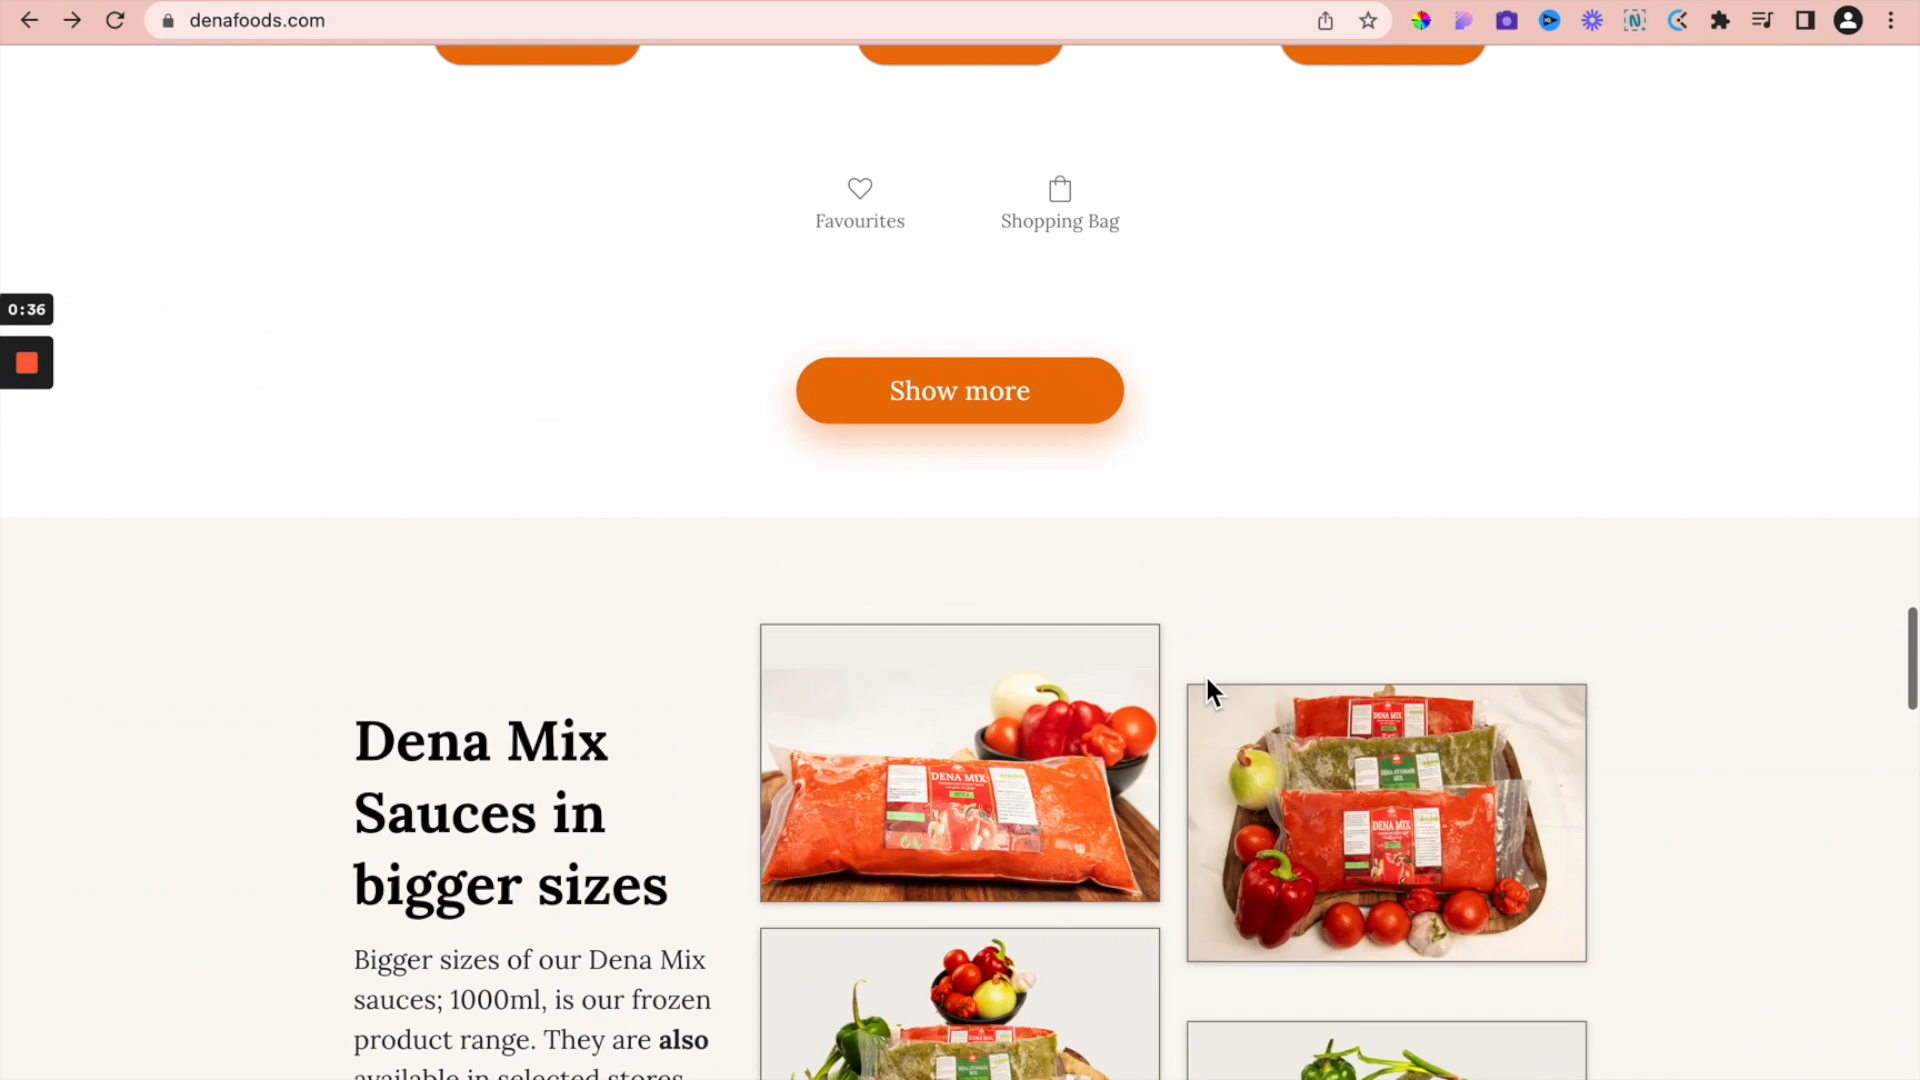 denafoods.com
Favourites
Shopping Bag
0:36
Show more
Dena Mix
Sauces in
bigger sizes
Bigger sizes of our Dena Mix
sauces; 1000ml, is our frozen
product range. They are also
available in selected stores
DENA MIX
DENA MIX
DENA MIX